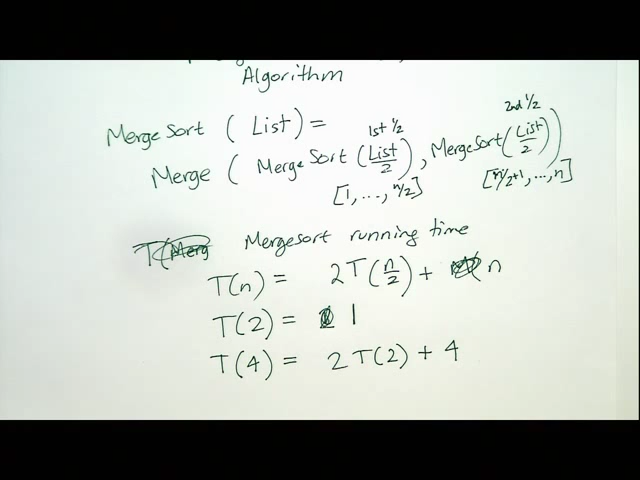 Algorithm
MergeSort ( List ) =
1st 1/2 2nd 1/2
Merge ( MergeSort (List/2), MergeSort(List/2))
[1, ..., n/2] [n/2+1, ..., n]
T(Merg Mergesort running time
T(n) = 2T(n/2) + n
T(2) = 1
T(4) = 2T(2) + 4